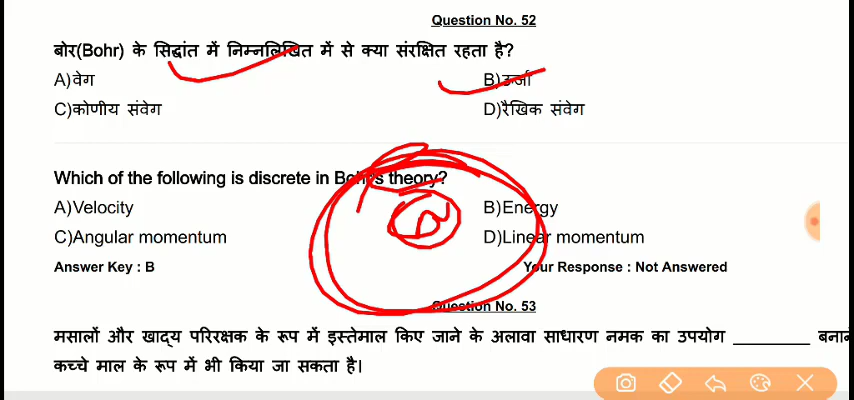 Question No. 52
बोर(Bohr) के सिद्धांत में निम्नलिखित में से क्या संरक्षित रहता है?
A)वेग B)ऊर्जा
C)कोणीय संवेग D)रैखिक संवेग
Which of the following is discrete in Bohr's theory?
A)Velocity B)Energy
C)Angular momentum D)Linear momentum
Answer Key : B Your Response : Not Answered
Question No. 53
मसालों और खाद्य परिरक्षक के रूप में इस्तेमाल किए जाने के अलावा साधारण नमक का उपयोग ________ बनाने
कच्चे माल के रूप में भी किया जा सकता है।